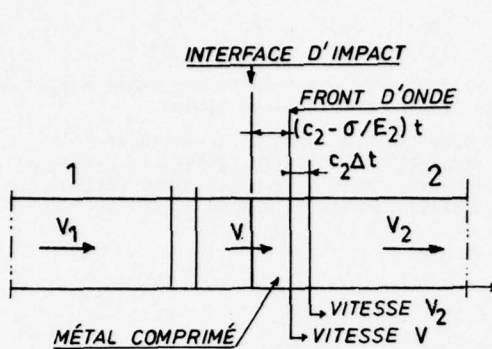 INTERFACE D'IMPACT
FRONT D'ONDE
(c₂-σ/E₂) t
c₂Δt
1
2
V₁
V
V₂
VITESSE V₂
MÉTAL COMPRIMÉ
VITESSE V